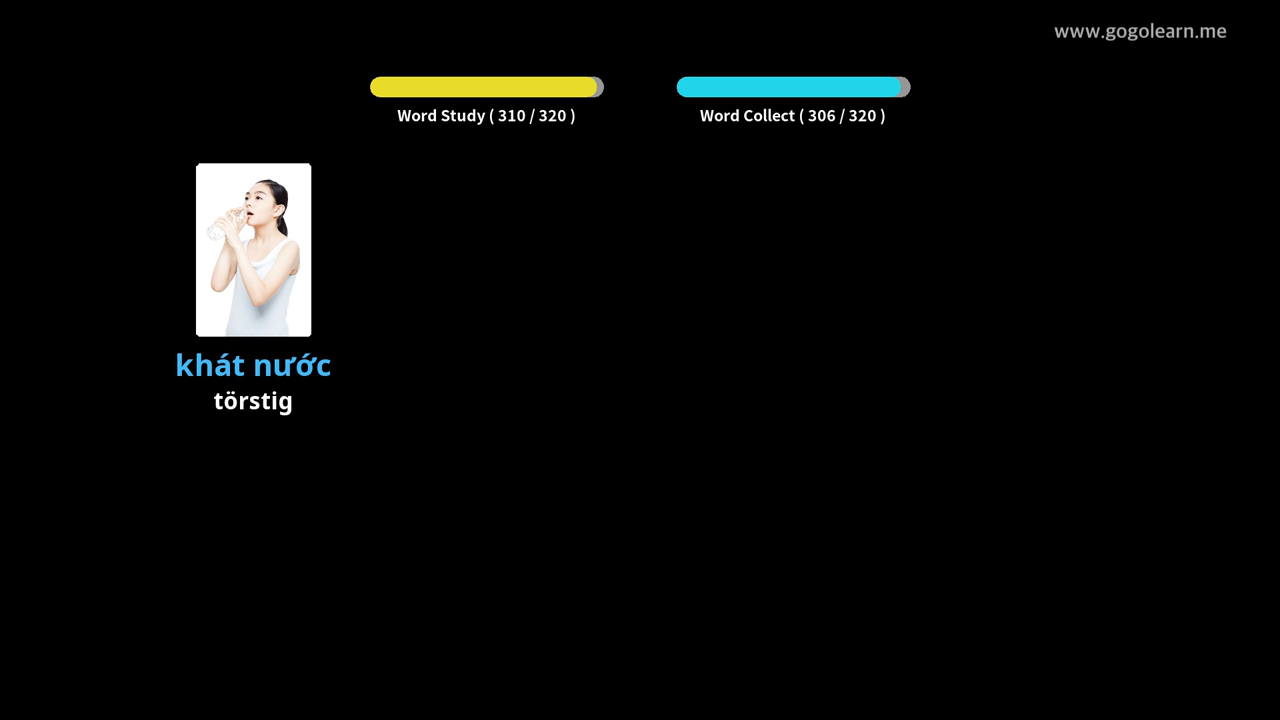 www.gogolearn.me
Word Study ( 310 / 320 )
Word Collect ( 306 / 320 )
khát nước
törstig